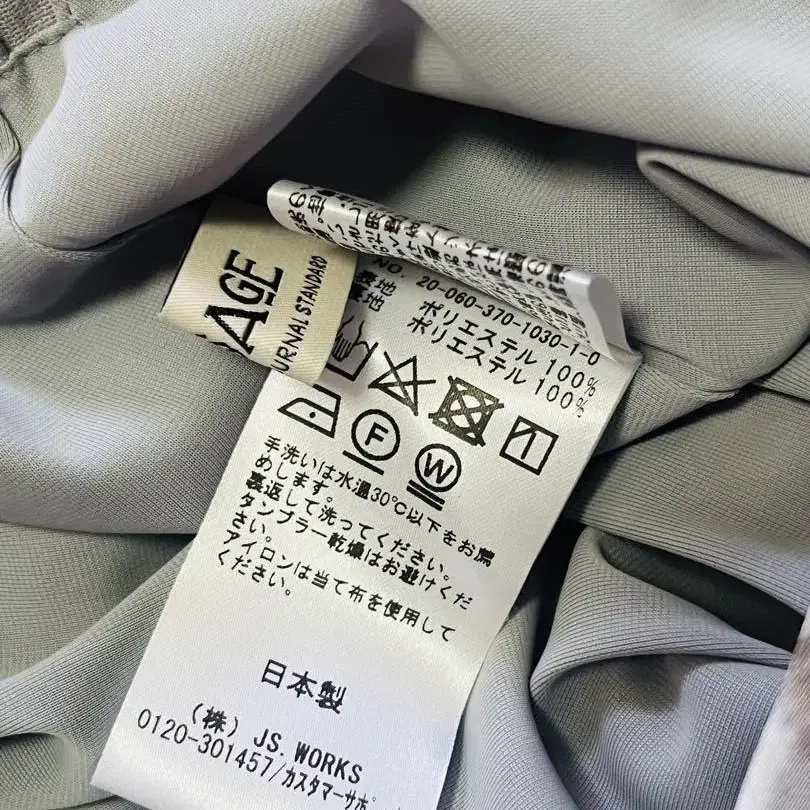 AGE
URNAL STANDARD
NO. 20-060-370-1030-1-0
表地 ポリエステル 100%
裏地 ポリエステル 100%
F
W
手洗いは水温30℃以下をお薦
めします。
裏返して洗ってください。
タンブラー乾燥はお避けくだ
さい。
アイロンは当て布を使用して
ください。
日本製
(株) JS. WORKS
0120-301457/カスタマーサポ